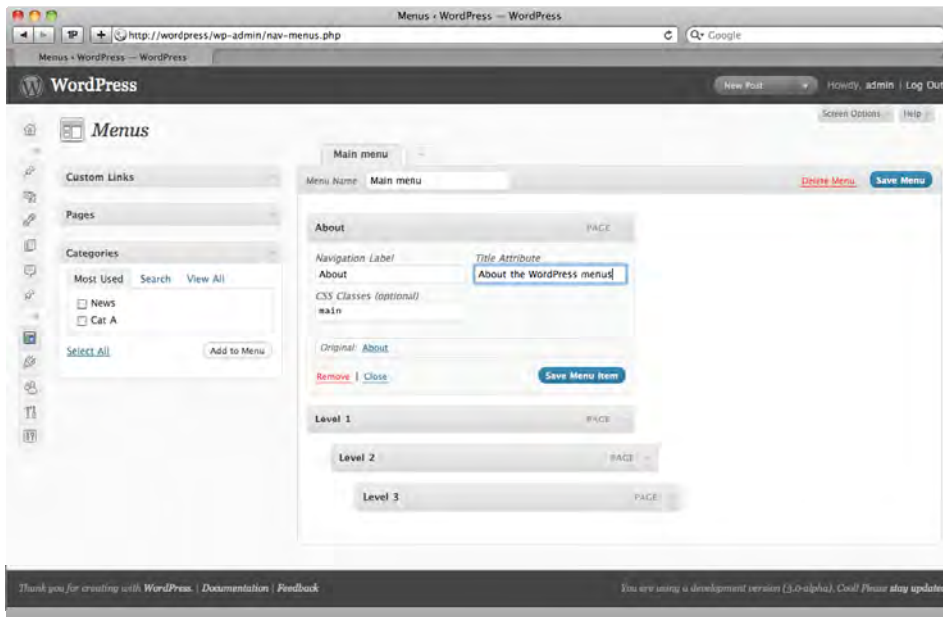 Menus ‹ WordPress — WordPress
http://wordpress/wp-admin/nav-menus.php
Google
Menus ‹ WordPress — WordPress
WordPress
New Post
Howdy, admin | Log Out
Screen Options
Help
Menus
Main menu
Custom Links
Menu Name Main menu
Delete Menu
Save Menu
Pages
About PAGE
Categories
Navigation Label
Title Attribute
Most Used Search View All
About
About the WordPress menus
News
CSS Classes (optional)
Cat A
main
Select All
Add to Menu
Original: About
Remove | Close
Save Menu Item
Level 1 PAGE
Level 2 PAGE
Level 3 PAGE
Thank you for creating with WordPress. | Documentation | Feedback
You are using a development version (3.0-alpha). Cool! Please stay updated